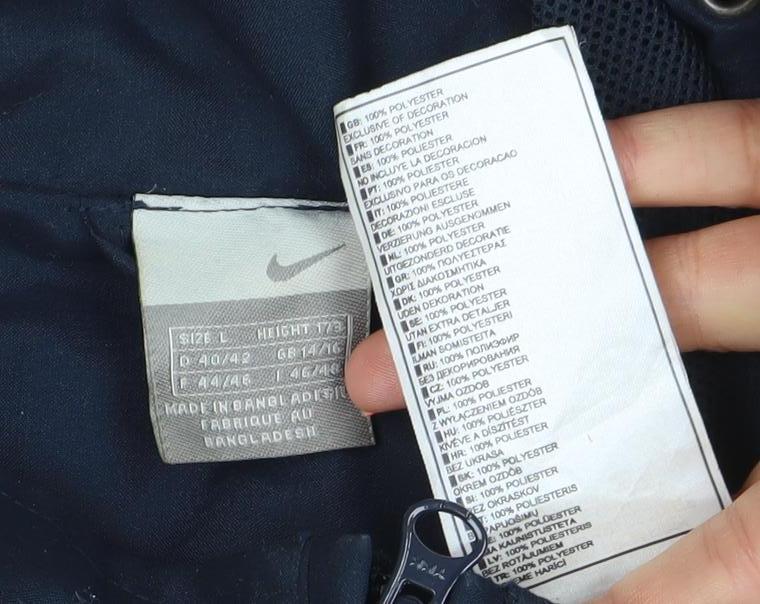 SIZE L HEIGHT 173
D 40/42 GB 14/16
F 44/46 I 46/48
MADE IN BANGLADESH
FABRIQUE AU
BANGLADESH
GB: 100% POLYESTER
EXCLUSIVE OF DECORATION
FR: 100% POLYESTER
SANS DECORATION
ES: 100% POLIESTER
NO INCLUYE LA DECORACION
PT: 100% POLIESTER
EXCLUSIVO PARA OS DECORACAO
IT: 100% POLIESTERE
DECORAZIONI ESCLUSE
DE: 100% POLYESTER
VERZIERUNG AUSGENOMMEN
NL: 100% POLYESTER
UITGEZONDERD DECORATIE
GR: 100% ΠΟΛΥΕΣΤΕΡΑΣ
ΧΩΡΙΣ ΔΙΑΚΟΣΜΗΤΙΚΑ
DK: 100% POLYESTER
UDEN DEKORATION
SE: 100% POLYESTER
UTAN EXTRA DETALJER
FI: 100% POLYESTERI
ILMAN SOMISTEITA
RU: 100% ПОЛИЭФИР
БЕЗ ДЕКОРИРОВАНИЯ
CZ: 100% POLYESTER
VYJMA OZDOB
PL: 100% POLIESTER
Z WYŁĄCZENIEM OZDÓB
HU: 100% POLIÉSZTER
KIVÉVE A DÍSZÍTÉST
HR: 100% POLIESTER
BEZ UKRASA
SK: 100% POLYESTER
OKREM OZDÔB
SI: 100% POLIESTER
BEZ OKRASKOV
100% POLIESTERIS
100% POLÜESTER
KAUNISTUSTETA
LV: 100% POLIESTERIS
BEZ ROTĀJUMIEM
TR: 100% POLYESTER
HARİCİ